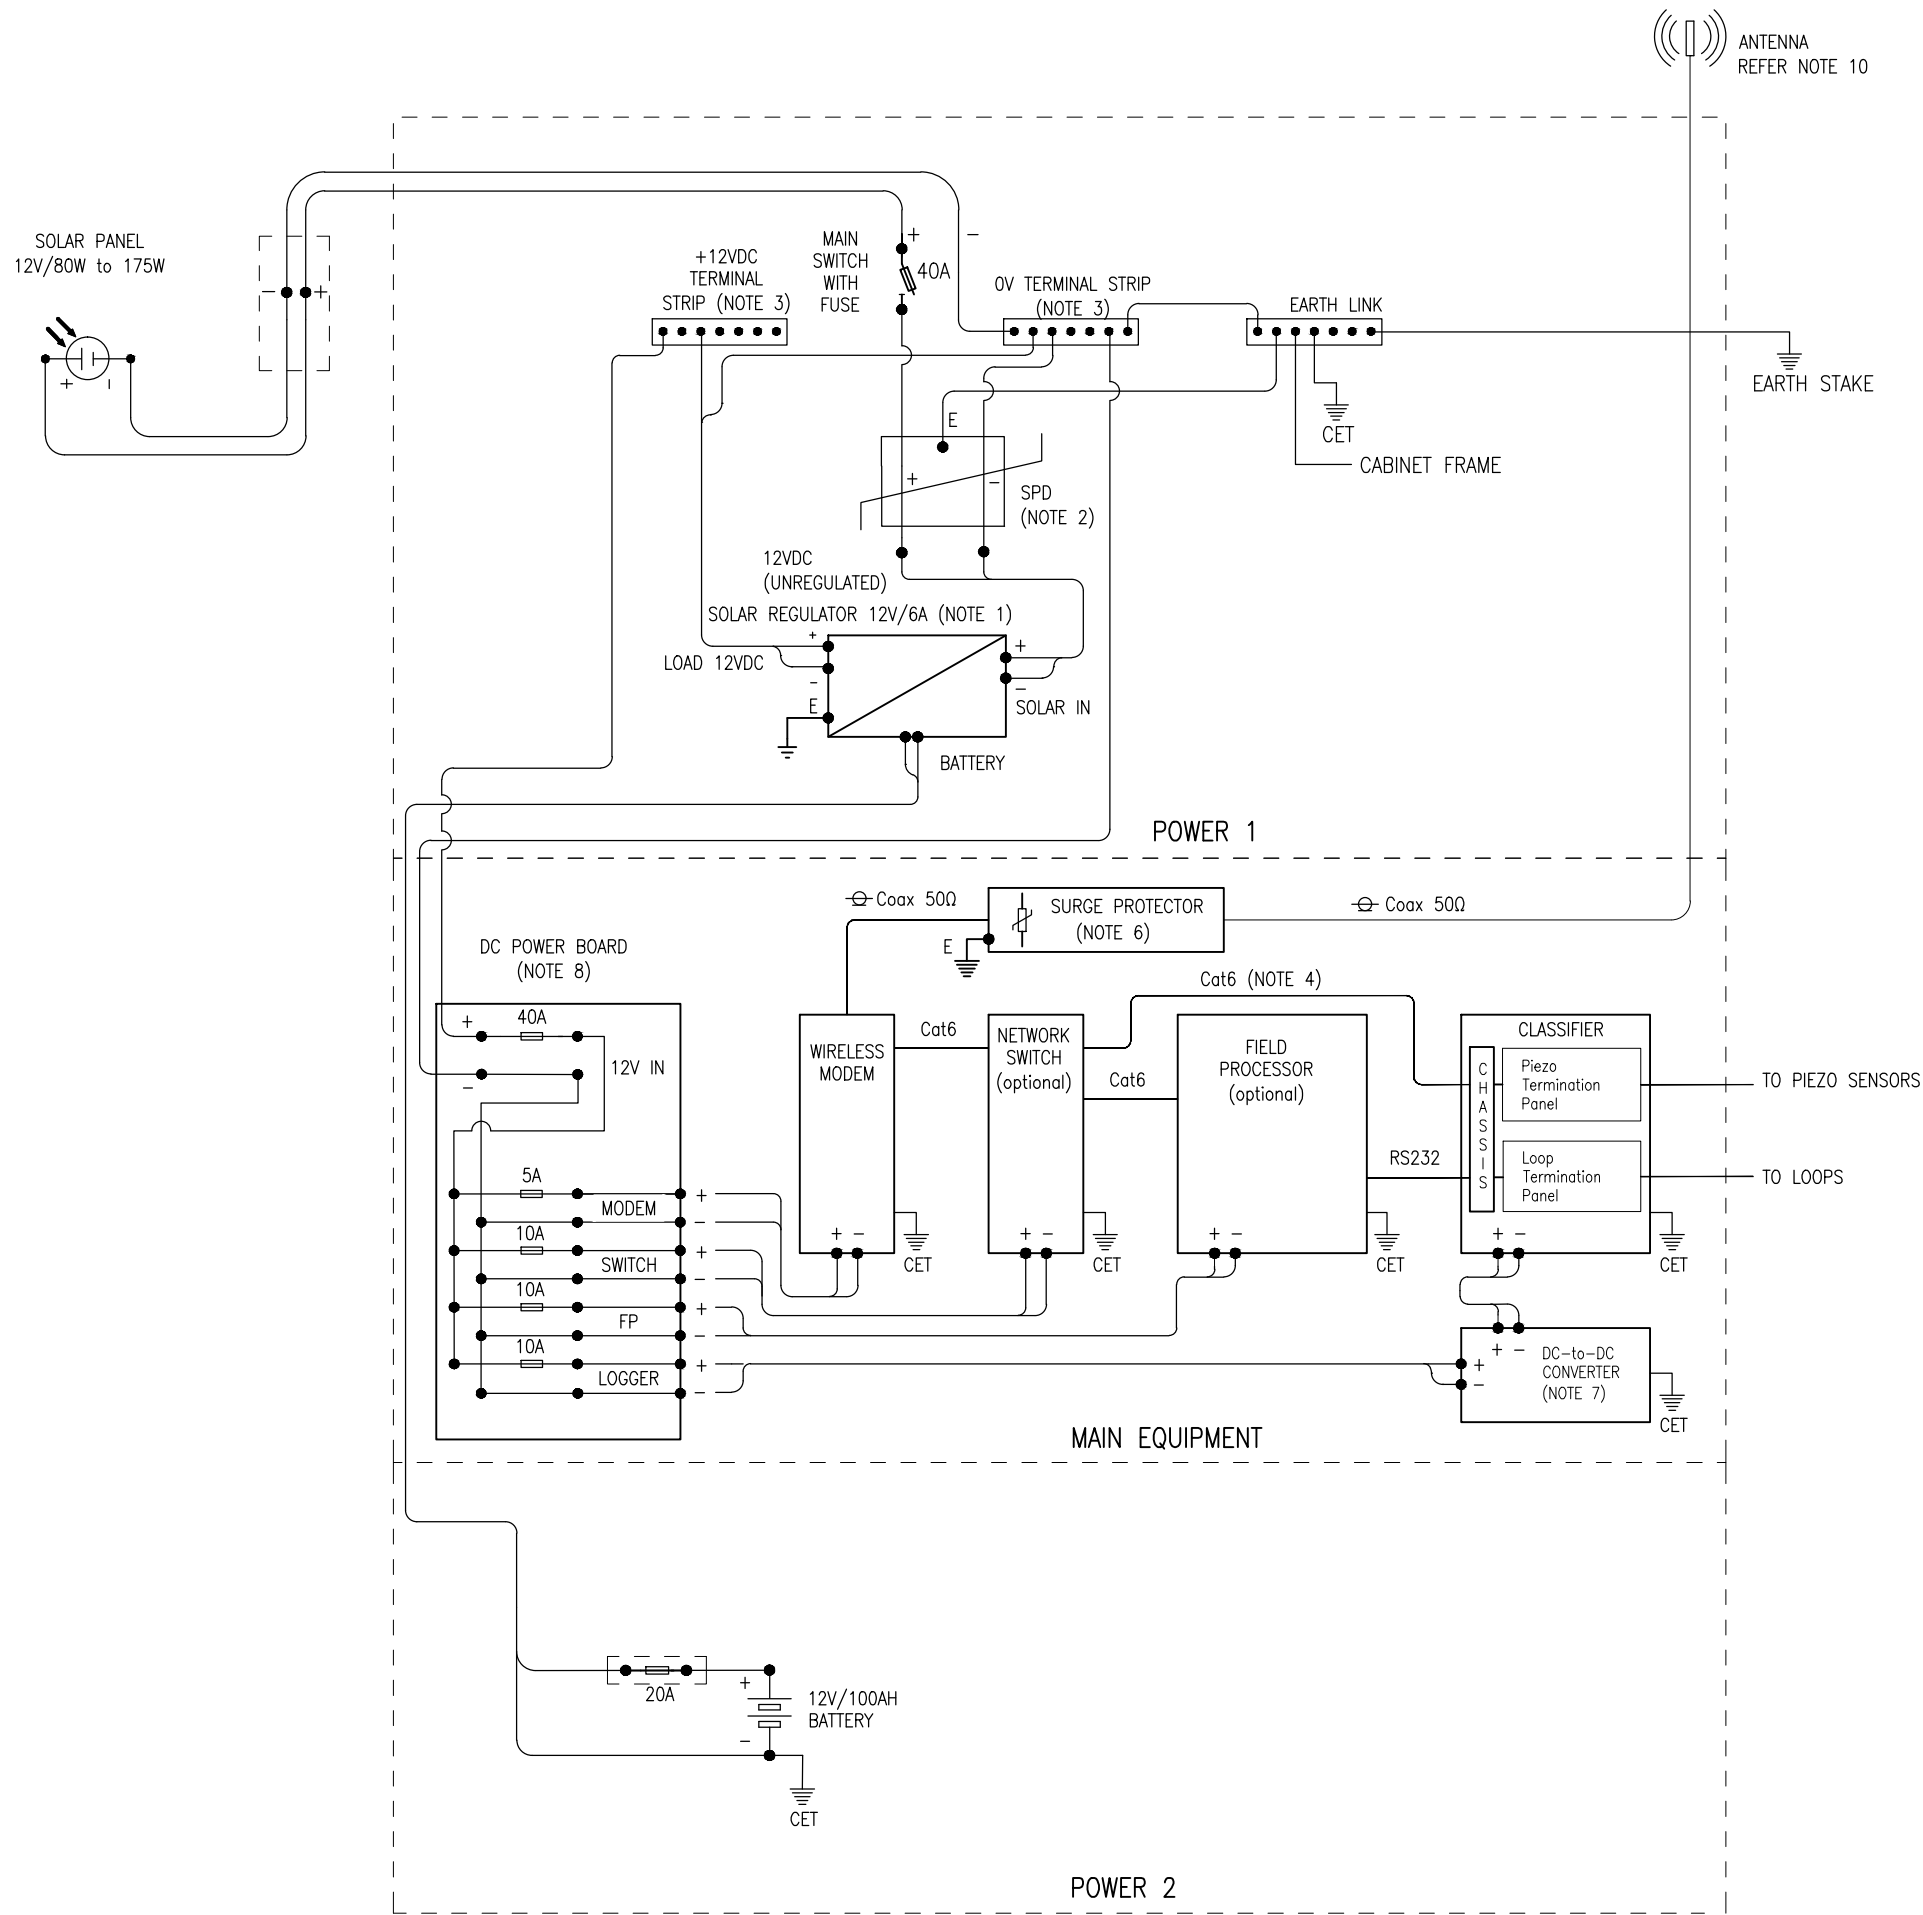 ANTENNA
REFER NOTE 10
SOLAR PANEL
12V/80W to 175W
- +
+ -
+12VDC
TERMINAL
STRIP (NOTE 3)
MAIN
SWITCH
WITH
FUSE
+ -
40A
0V TERMINAL STRIP
(NOTE 3)
EARTH LINK
EARTH STAKE
CET
CABINET FRAME
E
+ -
SPD
(NOTE 2)
12VDC
(UNREGULATED)
SOLAR REGULATOR 12V/6A (NOTE 1)
+
LOAD 12VDC
-
E
+
-
SOLAR IN
BATTERY
POWER 1
Coax 50Ω
SURGE PROTECTOR
(NOTE 6)
E
Coax 50Ω
DC POWER BOARD
(NOTE 8)
+
40A
12V IN
-
5A
+
MODEM
-
10A
+
SWITCH
-
10A
+
FP
-
10A
+
LOGGER
-
WIRELESS
MODEM
+ -
CET
Cat6
NETWORK
SWITCH
(optional)
+ -
CET
Cat6 (NOTE 4)
Cat6
FIELD
PROCESSOR
(optional)
+ -
CET
RS232
CLASSIFIER
CHASSIS
Piezo
Termination
Panel
Loop
Termination
Panel
+ -
CET
TO PIEZO SENSORS
TO LOOPS
+ -
+
-
DC-to-DC
CONVERTER
(NOTE 7)
CET
MAIN EQUIPMENT
20A
+
12V/100AH
BATTERY
-
CET
POWER 2